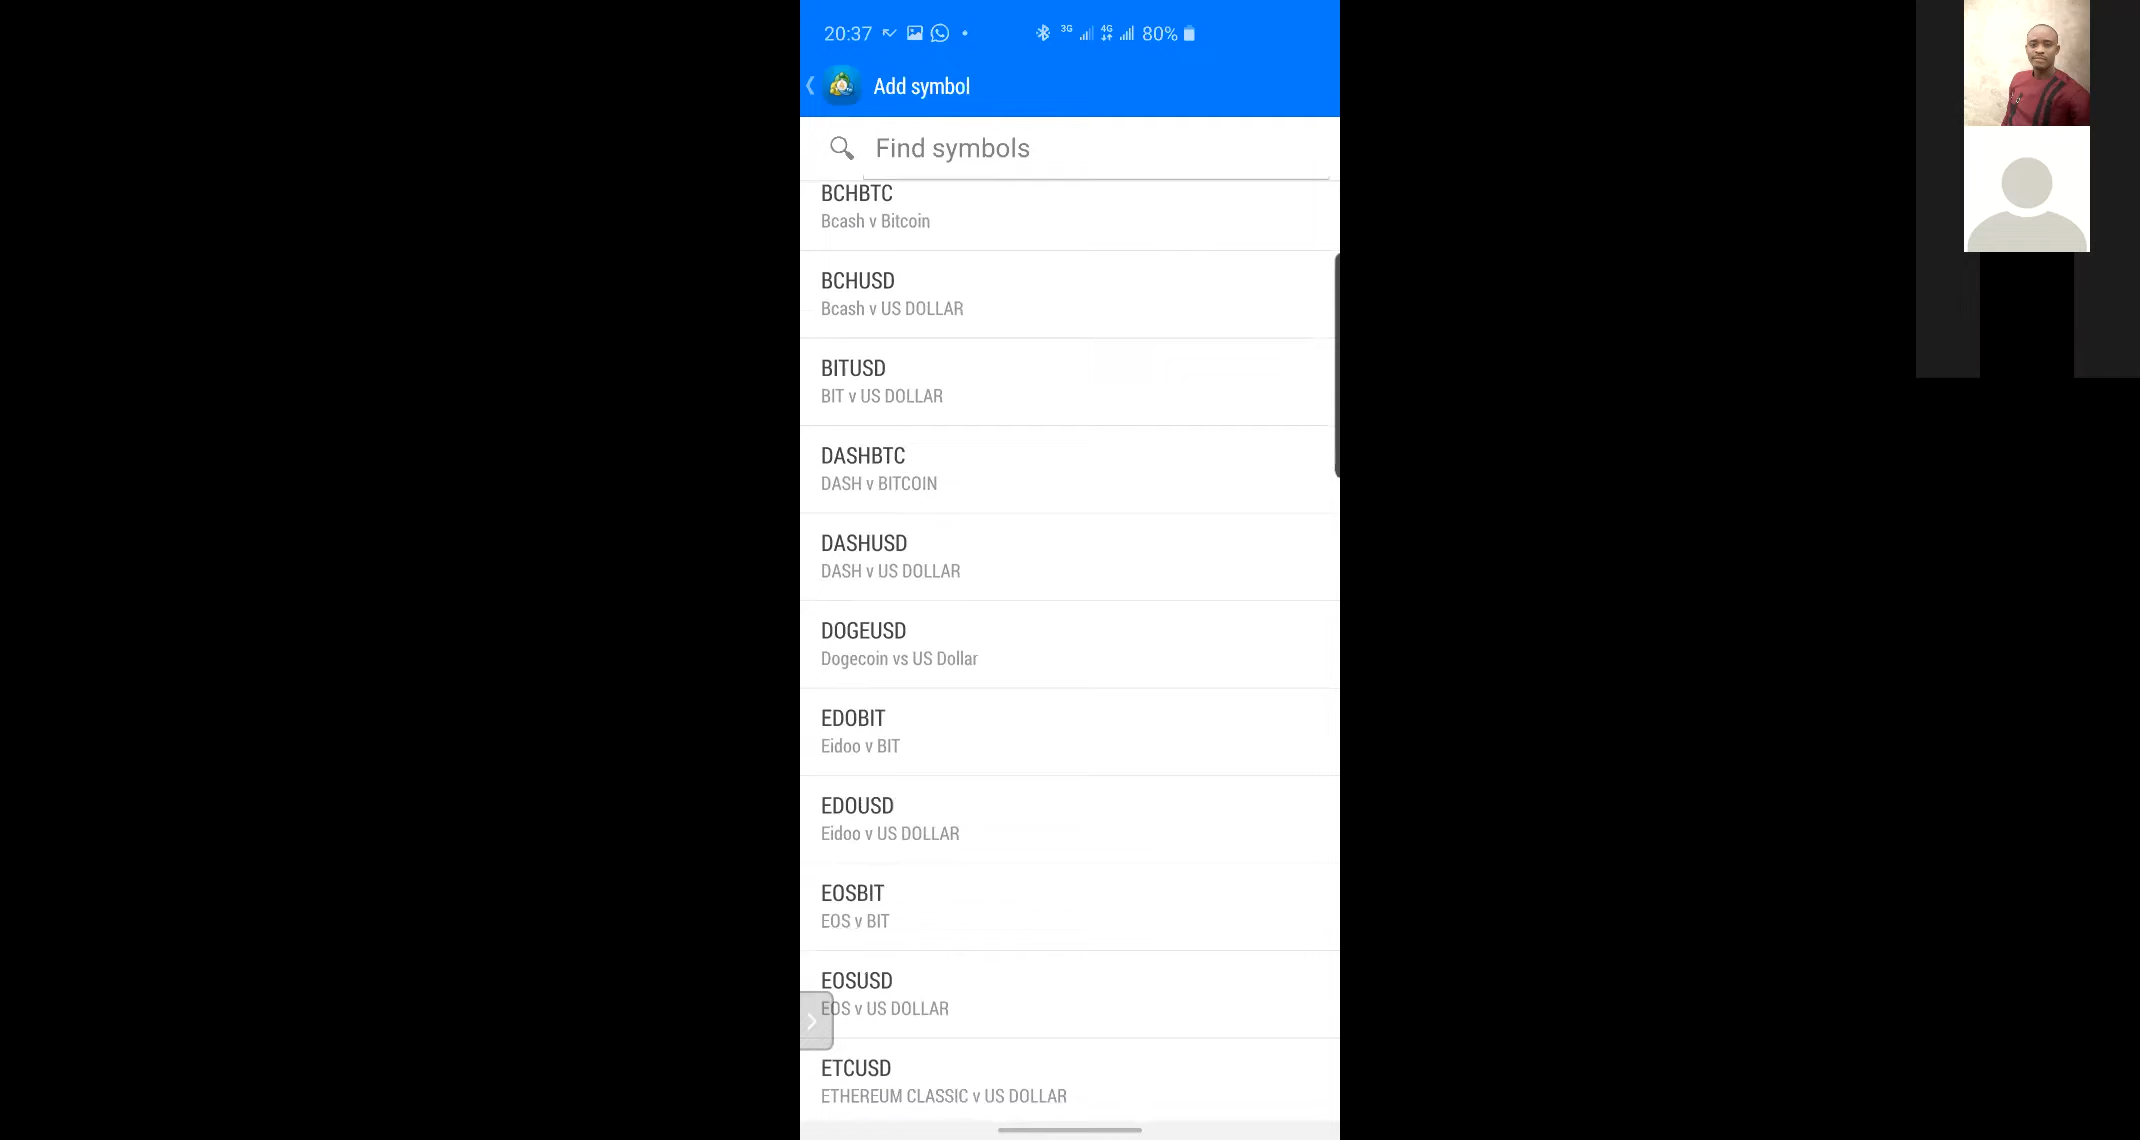 20:37
3G
4G
80%
Add symbol
Find symbols
BCHBTC
Bcash v Bitcoin
BCHUSD
Bcash v US DOLLAR
BITUSD
BIT v US DOLLAR
DASHBTC
DASH v BITCOIN
DASHUSD
DASH v US DOLLAR
DOGEUSD
Dogecoin vs US Dollar
EDOBIT
Eidoo v BIT
EDOUSD
Eidoo v US DOLLAR
EOSBIT
EOS v BIT
EOSUSD
EOS v US DOLLAR
ETCUSD
ETHEREUM CLASSIC v US DOLLAR